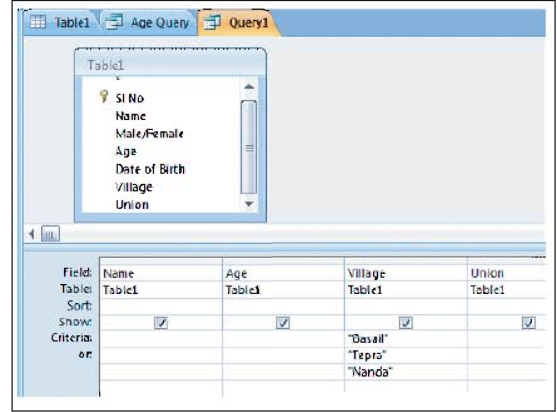 Table1 Age Query Query1
Table1
Sl No
Name
Male/Female
Age
Date of Birth
Village
Union
Field: Name Age Village Union
Table: Table1 Table1 Table1 Table1
Sort:
Show:
Criteria: "Basail"
or: "Tepra"
"Nanda"